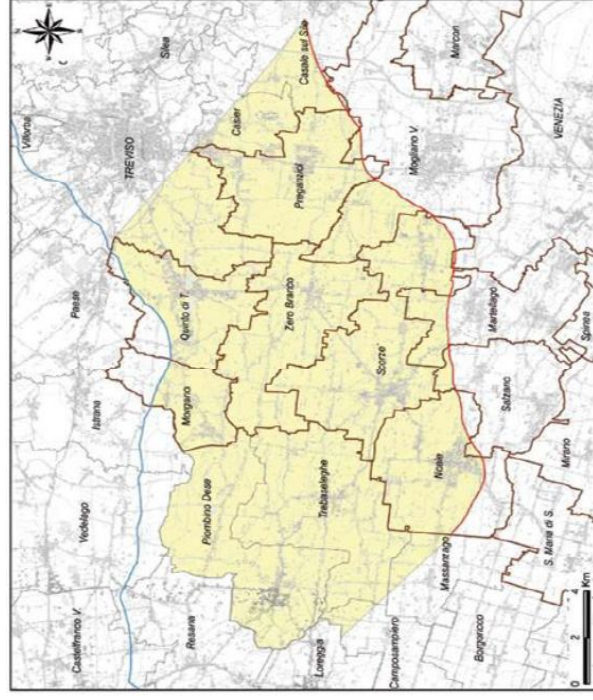 Castelfranco V.
Vedelago
Istrana
Paese
Villorba
TREVISO
Silea
Resana
Piombino Dese
Morgano
Quinto di T.
Casier
Casale sul Sile
Loreggia
Trebaseleghe
Zero Branco
Preganziol
Camposampiero
Massanzago
Noale
Scorze'
Mogliano V.
Marcon
Borgoricco
S. Maria di S.
Salzano
Martellago
Mirano
Spinea
VENEZIA
0 2 4 Km